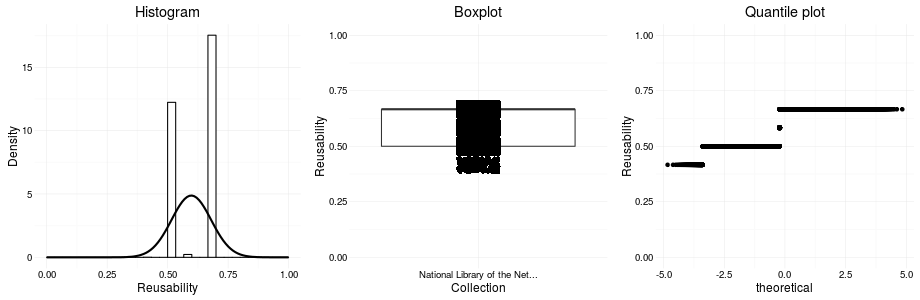 Histogram
Density
15
10
5
0
0.00 0.25 0.50 0.75 1.00
Reusability
Boxplot
Reusability
1.00
0.75
0.50
0.25
0.00
National Library of the Net...
Collection
Quantile plot
Reusability
1.00
0.75
0.50
0.25
0.00
-5.0 -2.5 0.0 2.5 5.0
theoretical